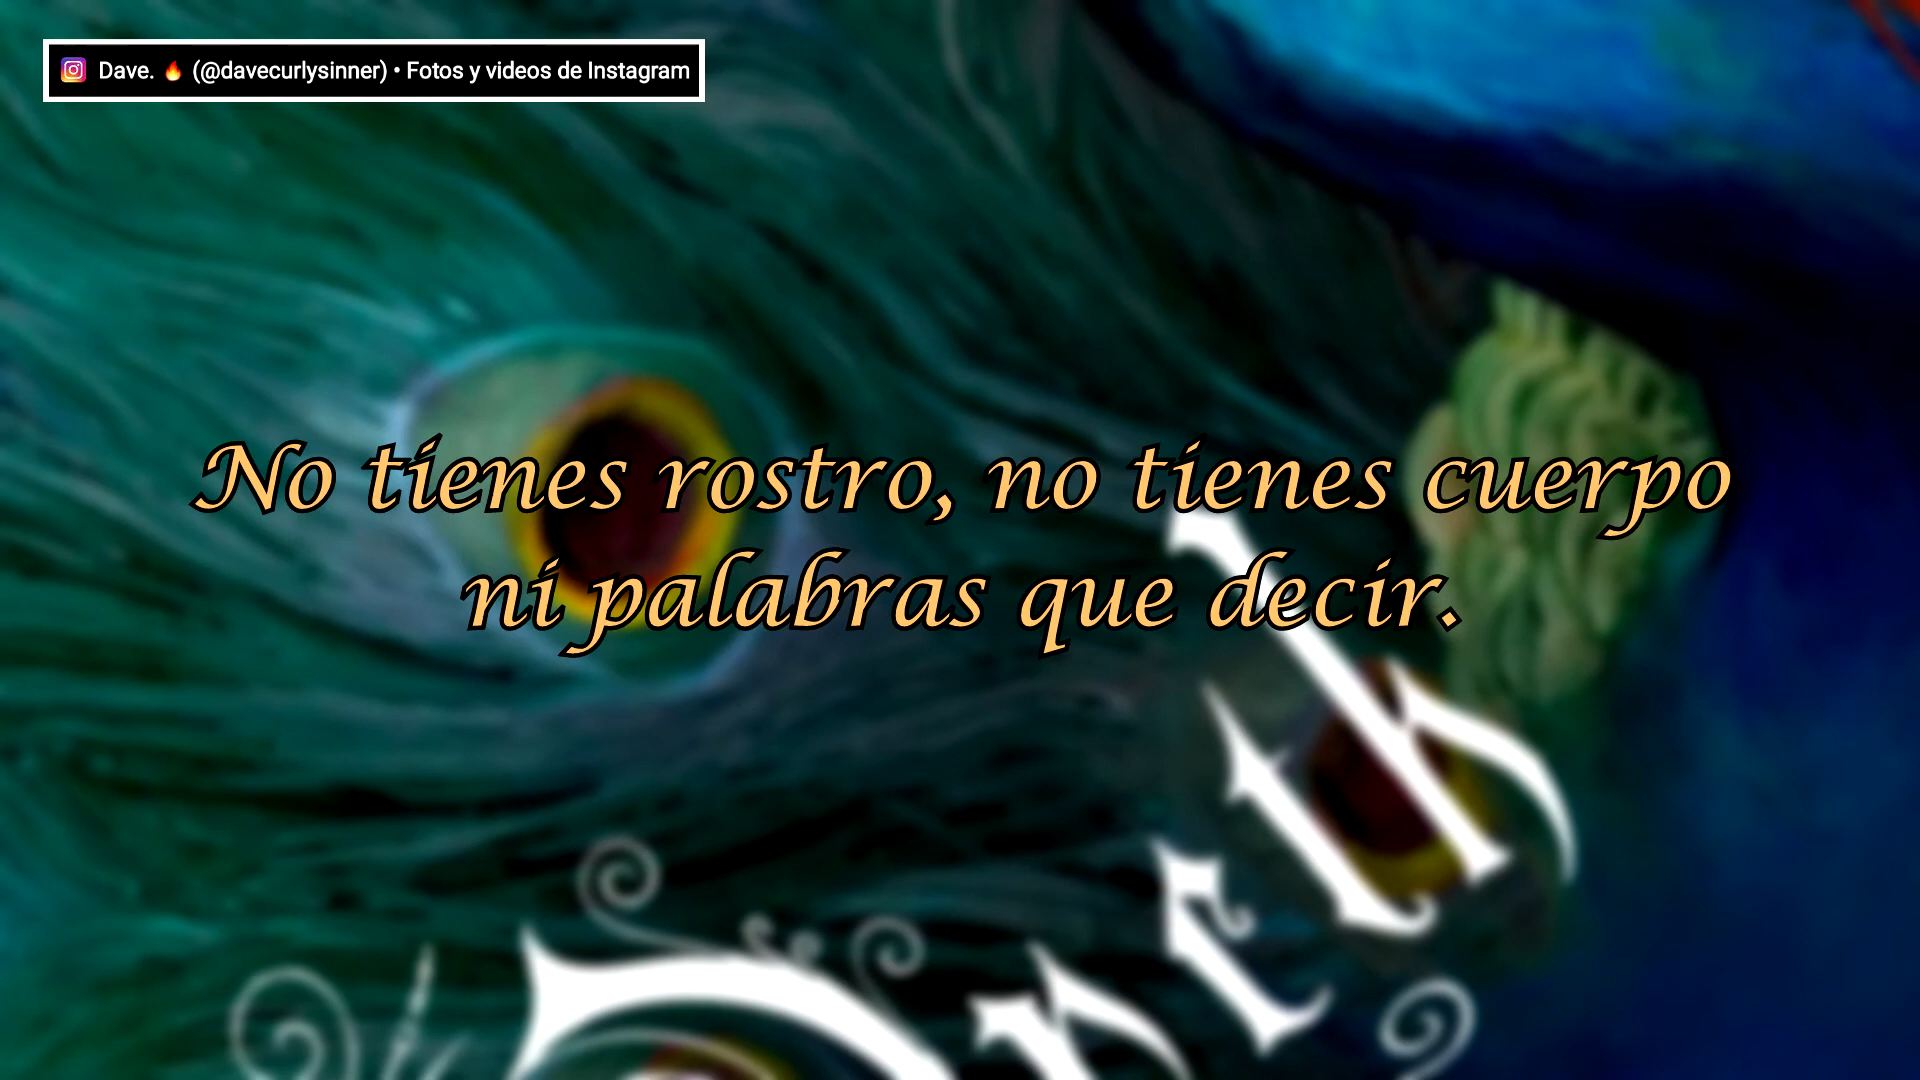 Dave. 🔥 (@davecurlysinner) • Fotos y videos de Instagram
No tienes rostro, no tienes cuerpo
ni palabras que decir.